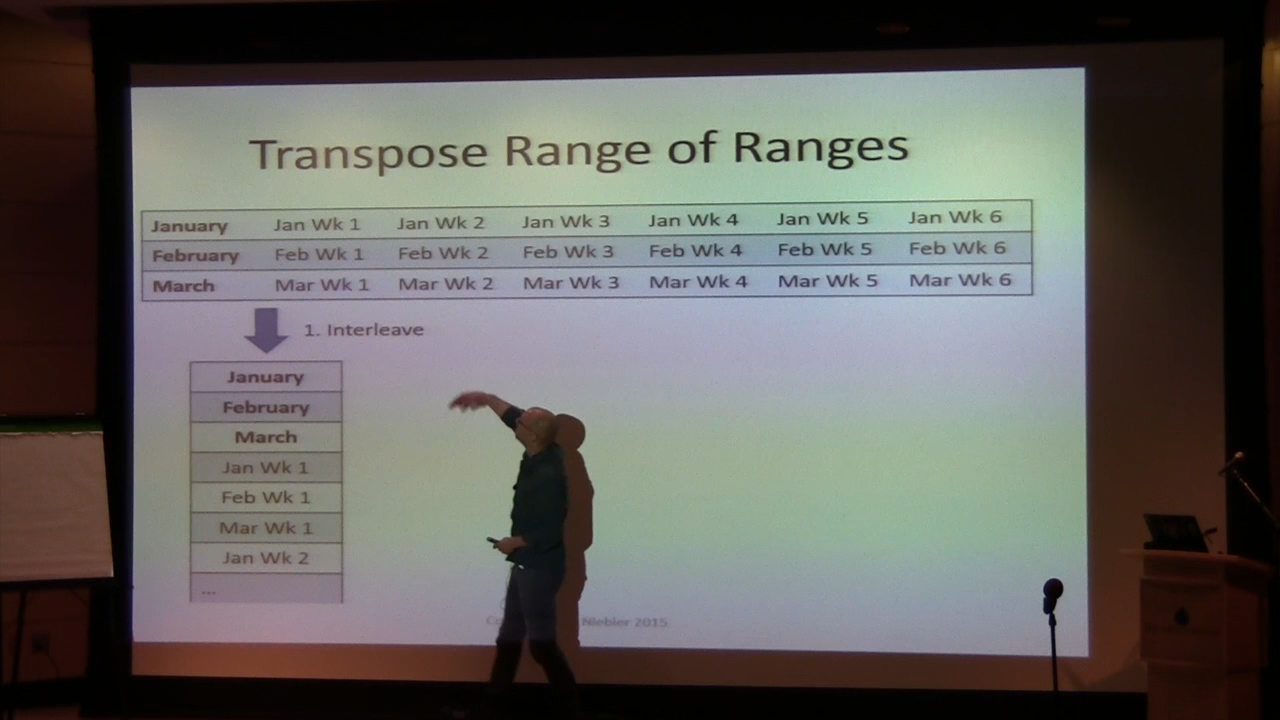 Transpose Range of Ranges
January Jan Wk 1 Jan Wk 2 Jan Wk 3 Jan Wk 4 Jan Wk 5 Jan Wk 6
February Feb Wk 1 Feb Wk 2 Feb Wk 3 Feb Wk 4 Feb Wk 5 Feb Wk 6
March Mar Wk 1 Mar Wk 2 Mar Wk 3 Mar Wk 4 Mar Wk 5 Mar Wk 6
1. Interleave
January
February
March
Jan Wk 1
Feb Wk 1
Mar Wk 1
Jan Wk 2
...
Niebler 2015